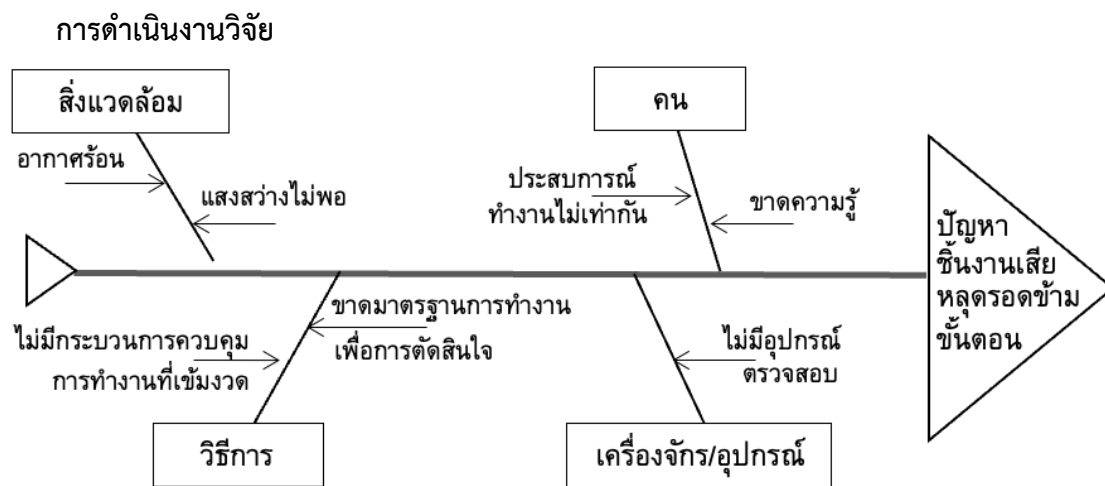 การดำเนินงานวิจัย
สิ่งแวดล้อม
คน
อากาศร้อน
แสงสว่างไม่พอ
ประสบการณ์
ทำงานไม่เท่ากัน
ขาดความรู้
ปัญหา
ชิ้นงานเสีย
หลุดรอดข้าม
ขั้นตอน
ขาดมาตรฐานการทำงาน
เพื่อการตัดสินใจ
ไม่มีกระบวนการควบคุม
การทำงานที่เข้มงวด
ไม่มีอุปกรณ์
ตรวจสอบ
วิธีการ
เครื่องจักร/อุปกรณ์